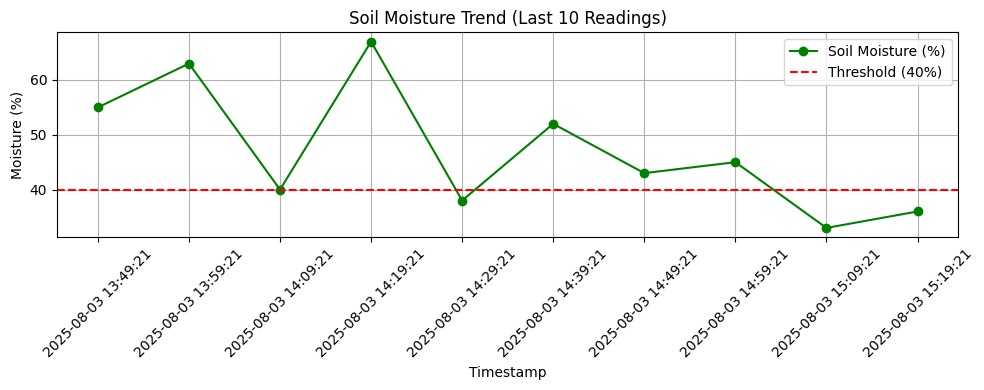 Soil Moisture Trend (Last 10 Readings)
Soil Moisture (%)
Threshold (40%)
Moisture (%)
60
50
40
2025-08-03 13:49:21
2025-08-03 13:59:21
2025-08-03 14:09:21
2025-08-03 14:19:21
2025-08-03 14:29:21
2025-08-03 14:39:21
2025-08-03 14:49:21
2025-08-03 14:59:21
2025-08-03 15:09:21
2025-08-03 15:19:21
Timestamp